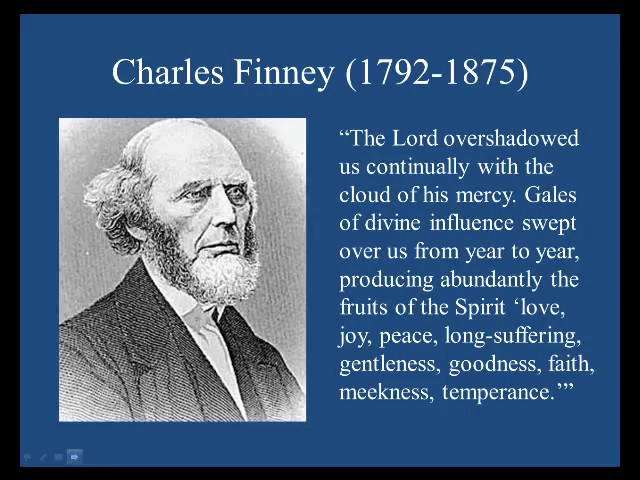 Charles Finney (1792-1875)
“The Lord overshadowed
us continually with the
cloud of his mercy. Gales
of divine influence swept
over us from year to year,
producing abundantly the
fruits of the Spirit ‘love,
joy, peace, long-suffering,
gentleness, goodness, faith,
meekness, temperance.’”